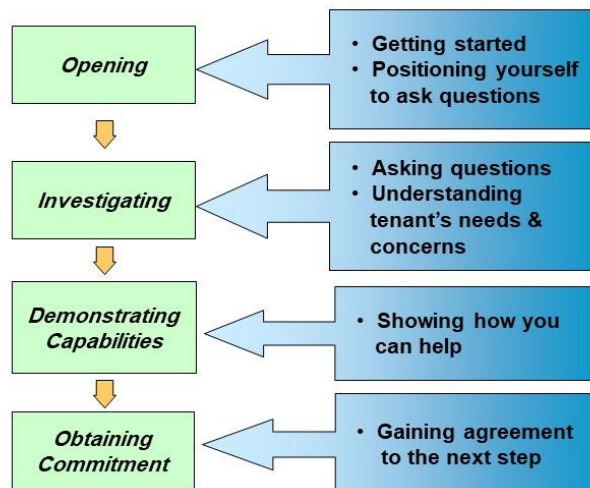 Opening
• Getting started
• Positioning yourself
to ask questions
Investigating
• Asking questions
• Understanding
tenant's needs &
concerns
Demonstrating
Capabilities
• Showing how you
can help
Obtaining
Commitment
• Gaining agreement
to the next step